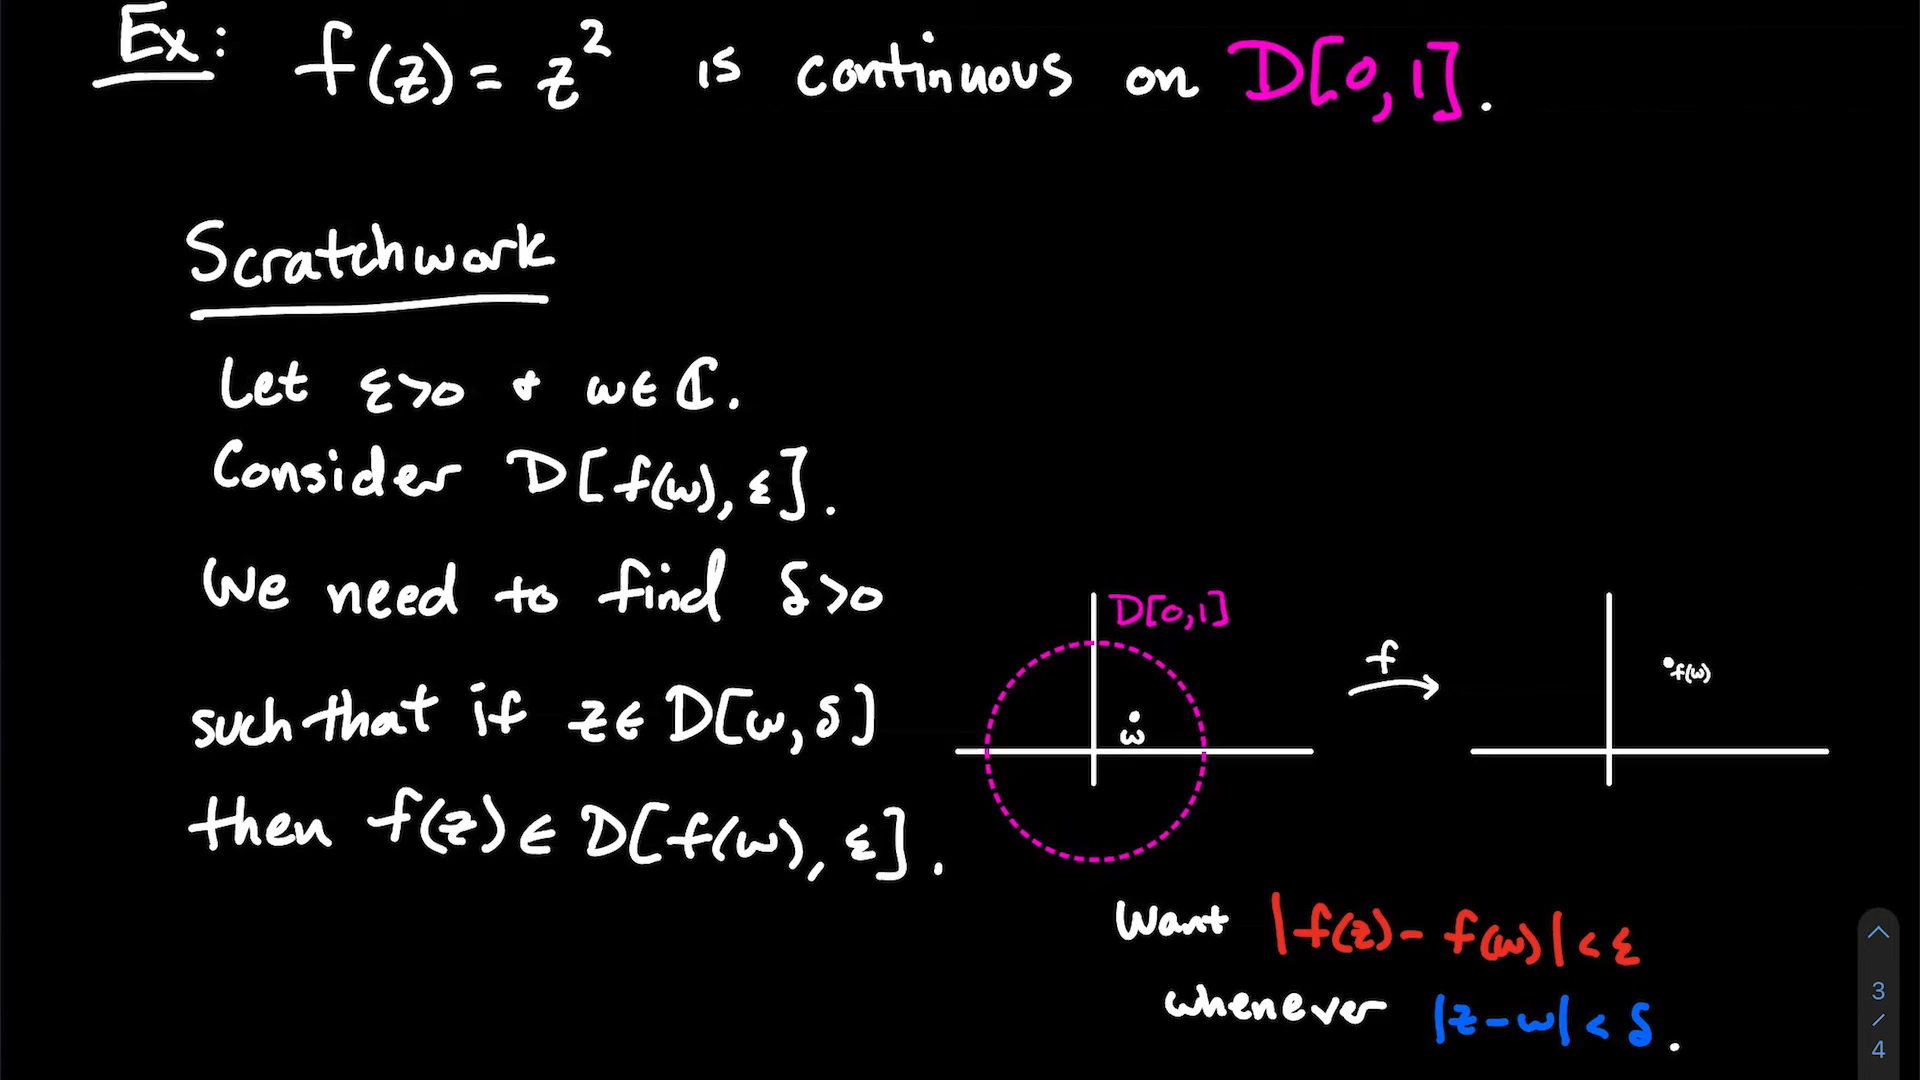 Ex: f(z) = z² is continuous on D[0,1].
Scratchwork
Let ε>0 & ω∈ℂ.
Consider D[f(ω), ε].
We need to find δ>0
such that if z∈D[ω,δ]
then f(z)∈D[f(ω), ε].
D[0,1]
ω
f
f(ω)
Want |f(z)-f(ω)|<ε
whenever |z-ω|<δ.
3
/
4